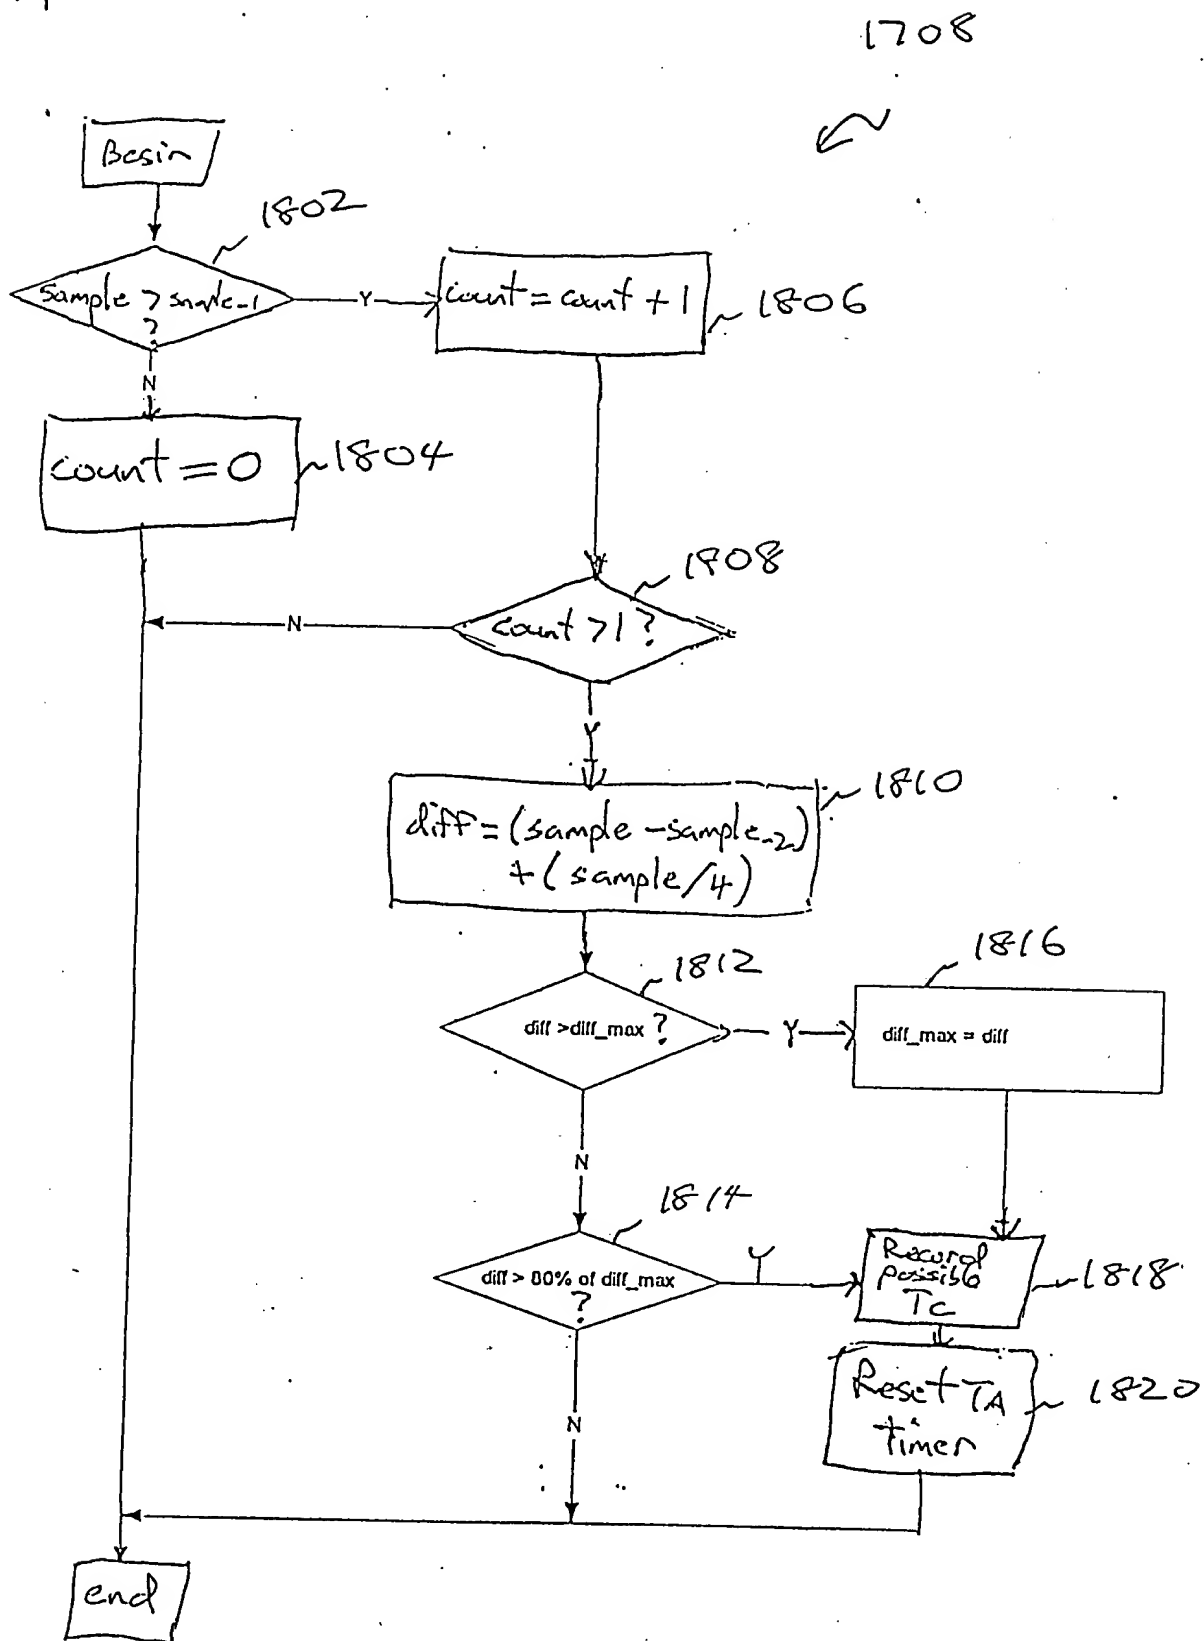 1708
Begin
1802
Sample > sample-1
?
Y
count = count + 1
1806
N
count = 0
1804
1808
count > 1 ?
N
Y
1810
diff = (sample - sample-2)
+ (sample/4)
1812
diff >diff_max ?
Y
1816
diff_max = diff
N
1814
diff > 80% of diff_max
?
Y
Record
possible
TC
1818
Reset TA
timer
1820
N
end